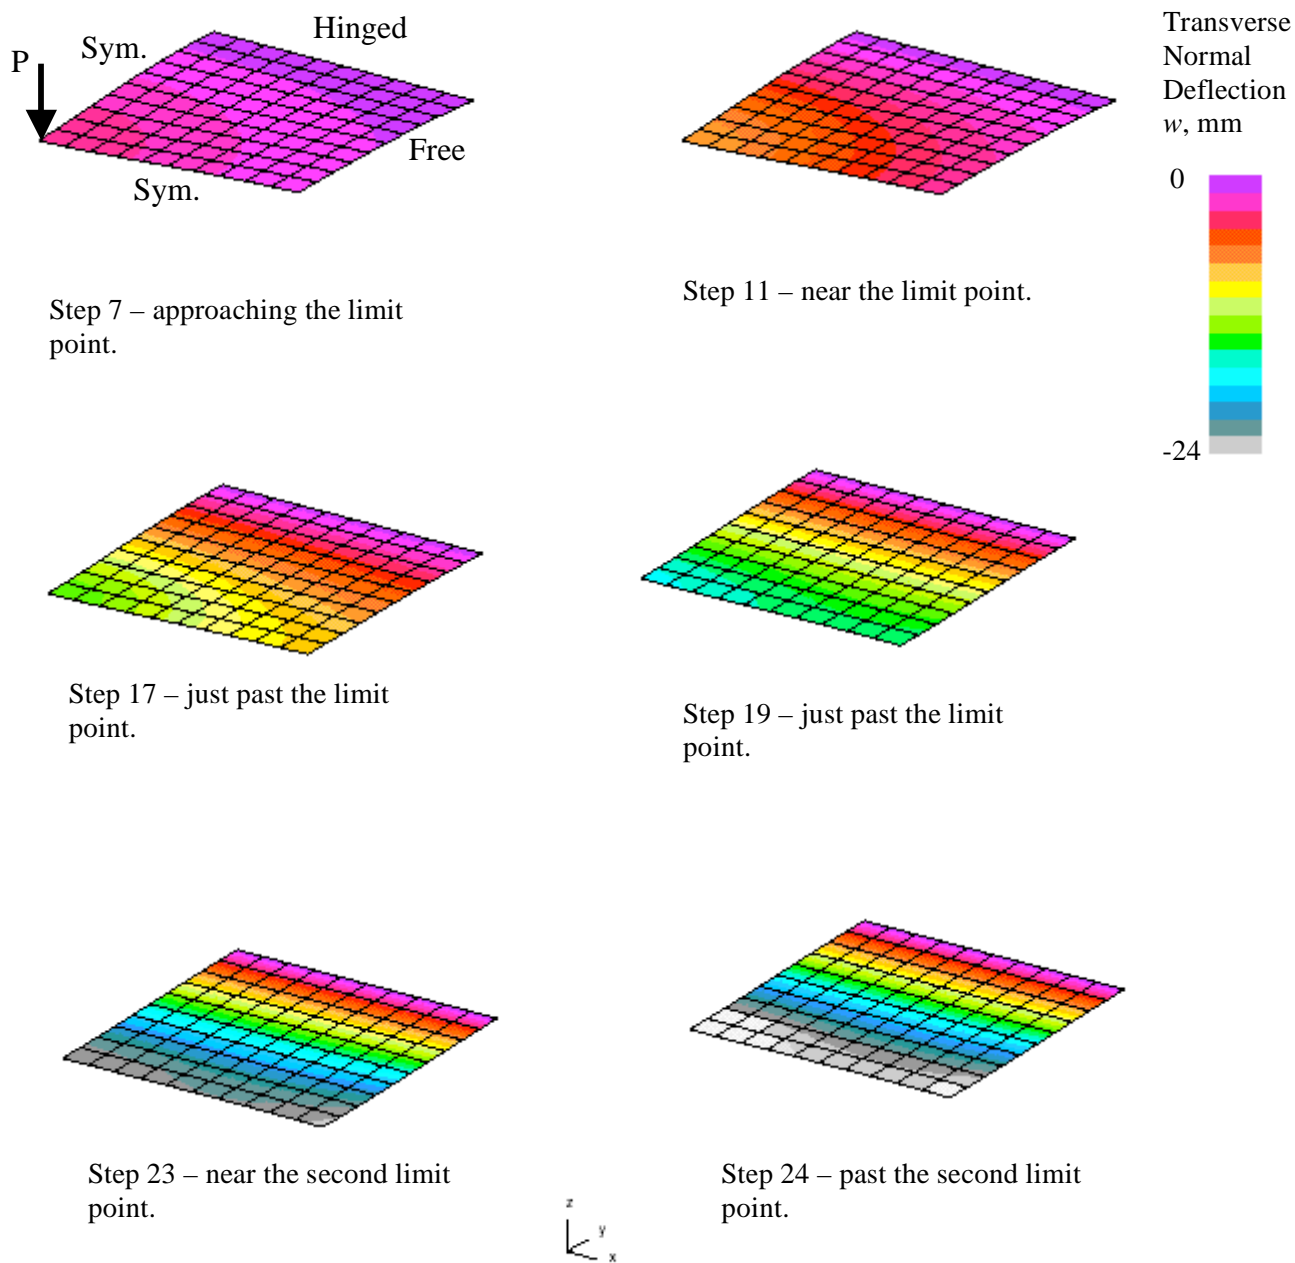 Hinged
Sym.
P
Free
Sym.
Transverse
Normal
Deflection
w, mm
0
-24
Step 7 – approaching the limit
point.
Step 11 – near the limit point.
Step 17 – just past the limit
point.
Step 19 – just past the limit
point.
Step 23 – near the second limit
point.
Step 24 – past the second limit
point.
z
y
x